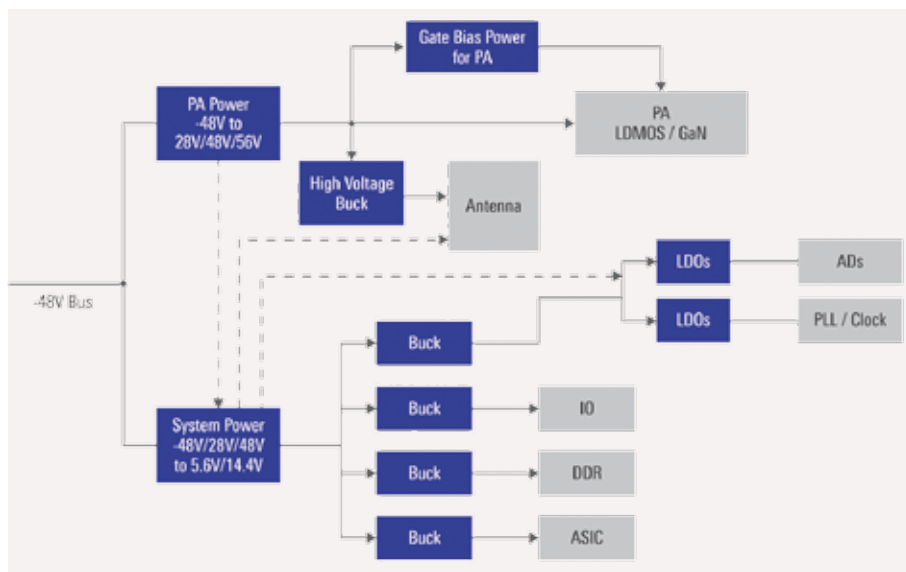 Gate Bias Power
for PA
PA Power
-48V to
28V/48V/56V
PA
LDMOS / GaN
High Voltage
Buck
Antenna
LDOs
ADs
-48V Bus
LDOs
PLL / Clock
Buck
System Power
-48V/28V/48V
to 5.6V/14.4V
Buck
IO
Buck
DDR
Buck
ASIC